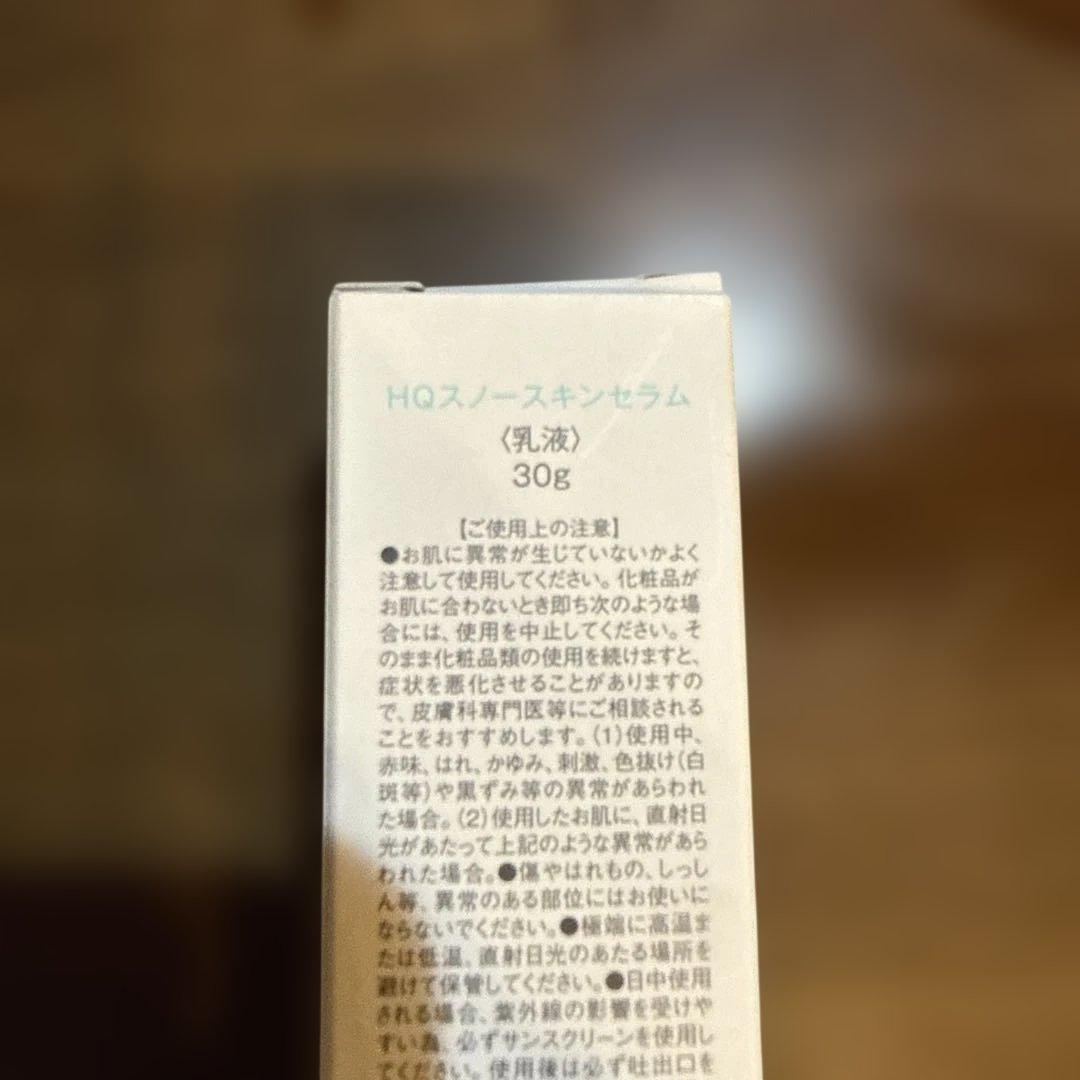 HQスノースキンセラム
〈乳液〉
30g
【ご使用上の注意】
●お肌に異常が生じていないかよく
注意して使用してください。化粧品が
お肌に合わないとき即ち次のような場
合には、使用を中止してください。そ
のまま化粧品類の使用を続けますと、
症状を悪化させることがありますの
で、皮膚科専門医等にご相談される
ことをおすすめします。(1)使用中、
赤味、はれ、かゆみ、刺激、色抜け(白
斑等)や黒ずみ等の異常があらわれ
た場合。(2)使用したお肌に、直射日
光があたって上記のような異常があら
われた場合。●傷やはれもの、しっし
ん等、異常のある部位にはお使いに
ならないでください。●極端に高温ま
たは低温、直射日光のあたる場所を
避けて保管してください。●日中使用
される場合、紫外線の影響を受けや
すい為、必ずサンスクリーンを使用し
てください。使用後は必ず吐出口を